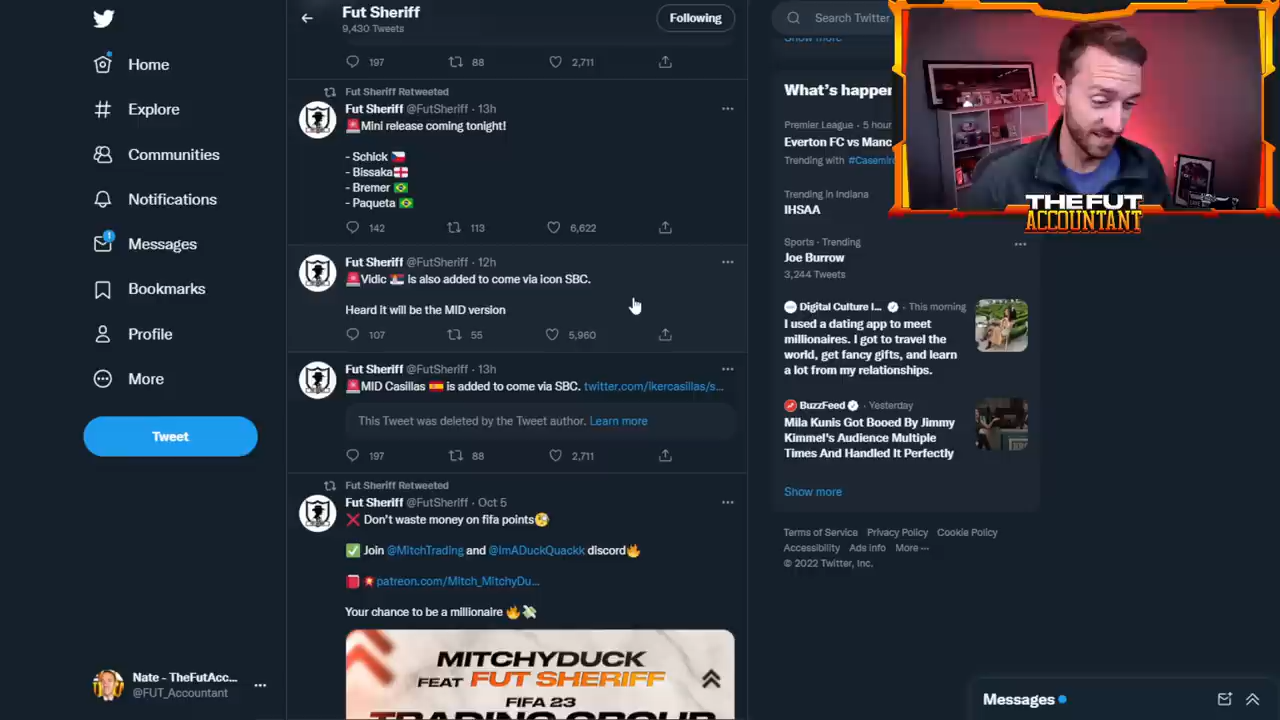 Home
Explore
Communities
Notifications
Messages
Bookmarks
Profile
More
Tweet
Nate - TheFutAcc...
@FUT_Accountant
Fut Sheriff
9,430 Tweets
Following
197 88 2,711
Fut Sheriff Retweeted
Fut Sheriff @FutSheriff · 13h
🚨Mini release coming tonight!
- Schick 🇨🇿
- Bissaka🏴󠁧󠁢󠁥󠁮󠁧󠁿
- Bremer 🇧🇷
- Paqueta 🇧🇷
142 113 6,622
Fut Sheriff @FutSheriff · 12h
🚨Vidic 🇷🇸 is also added to come via icon SBC.
Heard it will be the MID version
107 55 5,960
Fut Sheriff @FutSheriff · 13h
🚨MID Casillas 🇪🇸 is added to come via SBC. twitter.com/ikercasillas/s...
This Tweet was deleted by the Tweet author. Learn more
197 88 2,711
Fut Sheriff Retweeted
Fut Sheriff @FutSheriff · Oct 5
❌ Don't waste money on fifa points🧐
✅ Join @MitchTrading and @ImADuckQuackk discord🔥
📕💥patreon.com/Mitch_MitchyDu...
Your chance to be a millionaire 🔥💸
MITCHYDUCK
FEAT FUT SHERIFF
FIFA 23
TRADING GROUP
Search Twitter
Show more
What's happen
Premier League · 5 hour
Everton FC vs Manc
Trending with #Casemiro
Trending in Indiana
IHSAA
Sports · Trending
Joe Burrow
3,244 Tweets
Digital Culture I... · This morning
I used a dating app to meet
millionaires. I got to travel the
world, get fancy gifts, and learn
a lot from my relationships.
BuzzFeed · Yesterday
Mila Kunis Got Booed By Jimmy
Kimmel's Audience Multiple
Times And Handled It Perfectly
Show more
Terms of Service Privacy Policy Cookie Policy
Accessibility Ads info More ···
© 2022 Twitter, Inc.
Messages
THE FUT
ACCOUNTANT